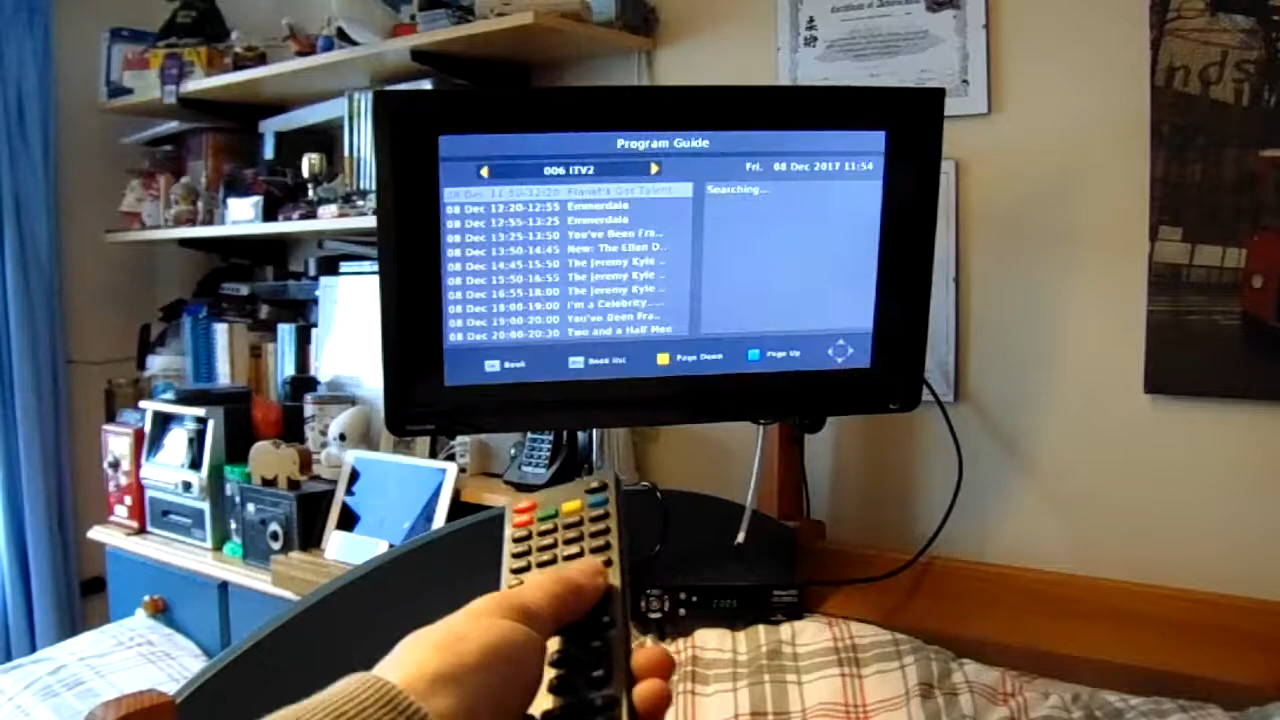 Certificate of
柔
術
nds
Program Guide
006 ITV2
Fri. 08 Dec 2017 11:54
08 Dec 11:50-12:20 Planet's Got Talent
Searching...
08 Dec 12:20-12:55 Emmerdale
08 Dec 12:55-13:25 Emmerdale
08 Dec 13:25-13:50 You've Been Fra..
08 Dec 13:50-14:45 New: The Ellen D..
08 Dec 14:45-15:50 The Jeremy Kyle ..
08 Dec 15:50-16:55 The Jeremy Kyle ..
08 Dec 16:55-18:00 The Jeremy Kyle ..
08 Dec 18:00-19:00 I'm a Celebrity.....
08 Dec 19:00-20:00 You've Been Fra..
08 Dec 20:00-20:30 Two and a Half Men
Book
Book list
Page Down
Page Up
C005